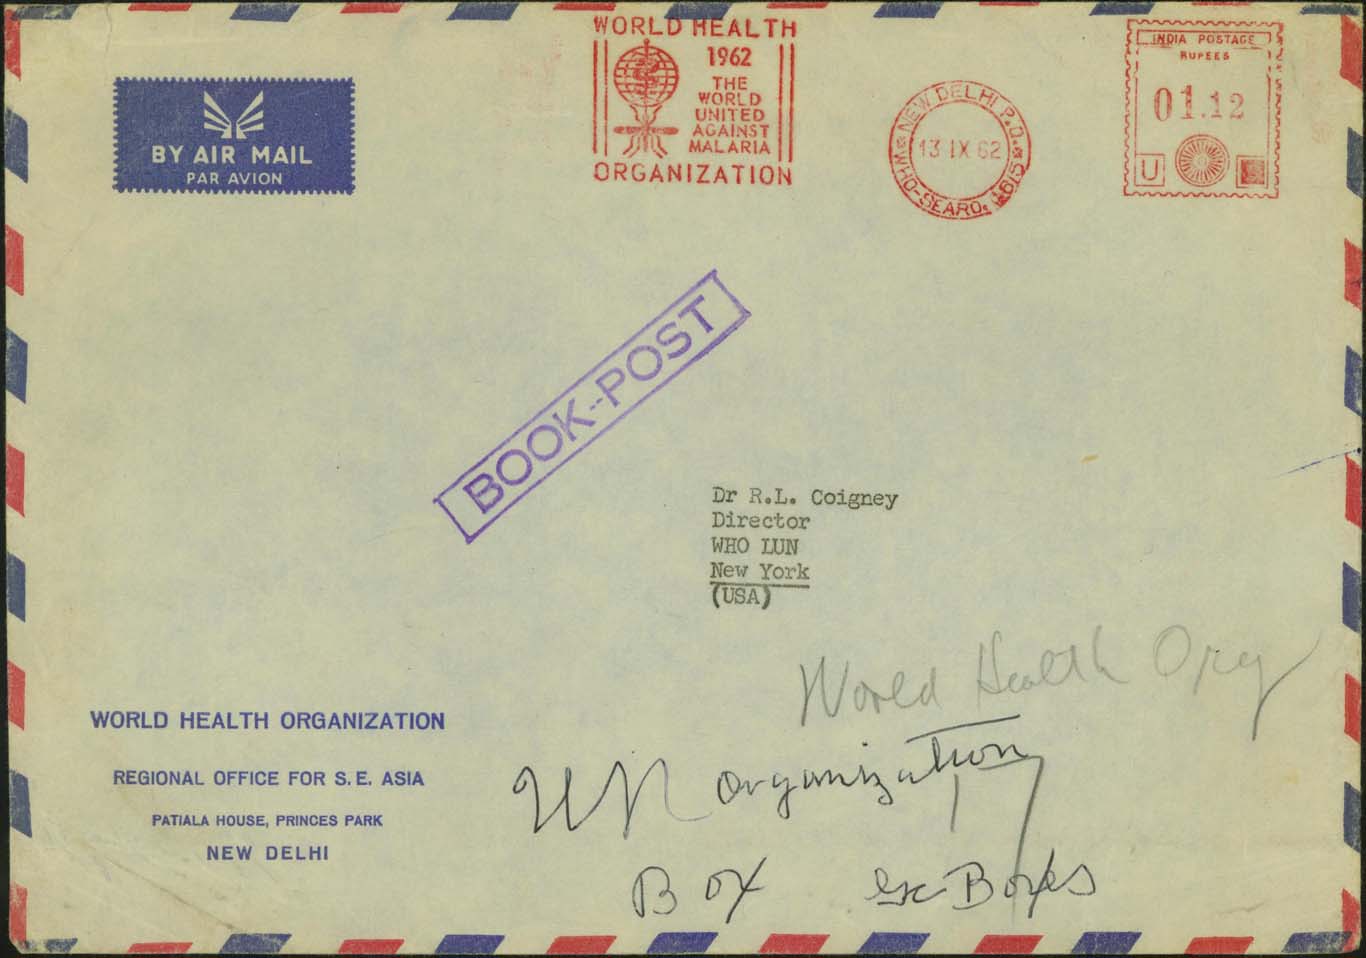 WORLD HEALTH
1962
THE
WORLD
UNITED
AGAINST
MALARIA
ORGANIZATION
NEW DELHI P.O.
13 IX 62
WHO-SEARO.
INDIA POSTAGE
RUPEES
01.12
U
BY AIR MAIL
PAR AVION
BOOK--POST
Dr R.L. Coigney
Director
WHO LUN
New York
(USA)
World Health Org
UN Organization
Box Boxes
WORLD HEALTH ORGANIZATION
REGIONAL OFFICE FOR S. E. ASIA
PATIALA HOUSE, PRINCES PARK
NEW DELHI